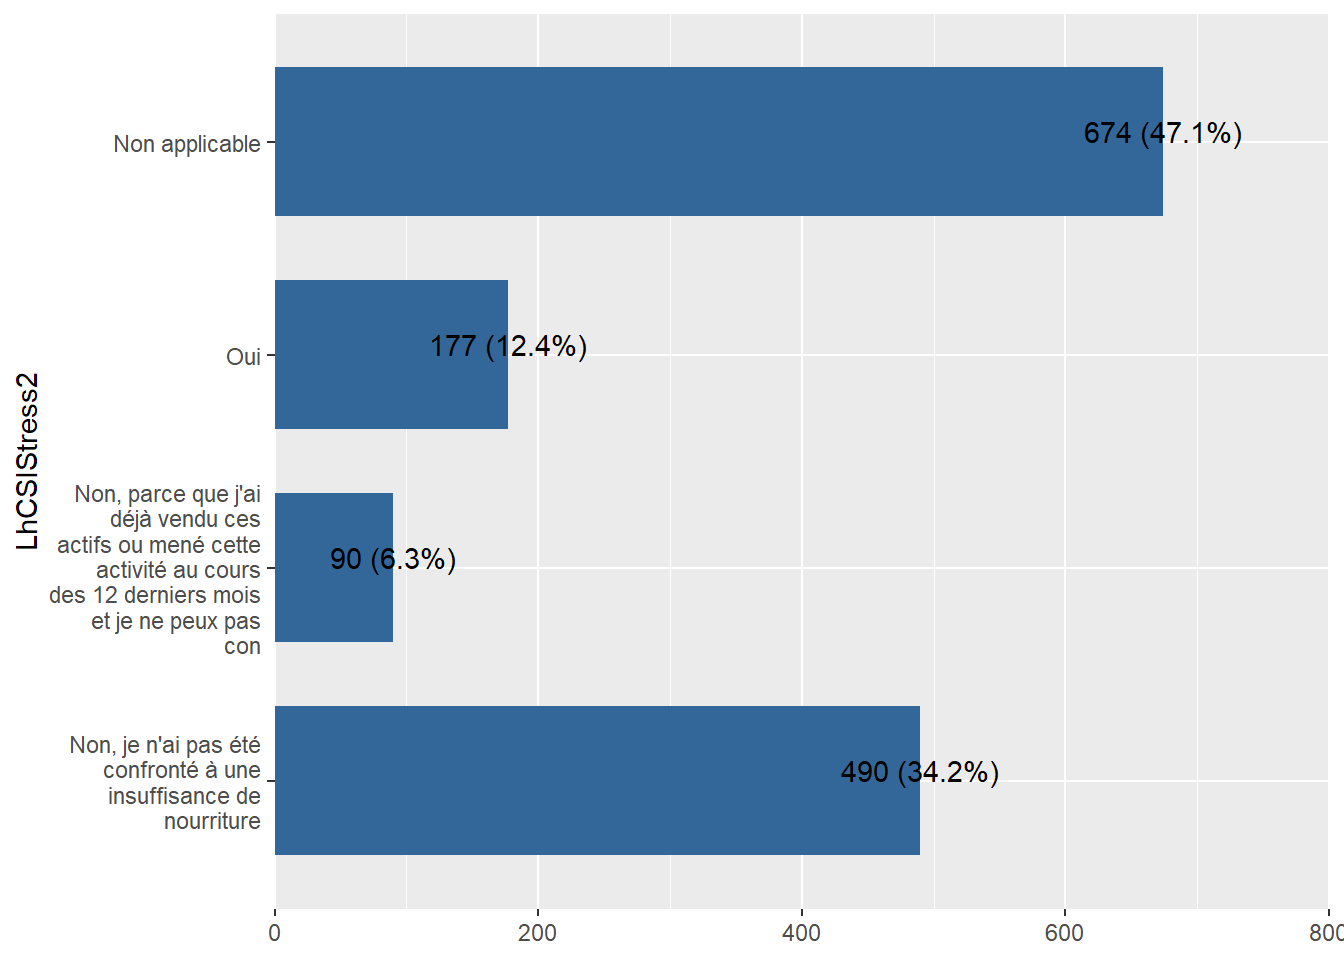 LhCSIStress2
Non applicable
674 (47.1%)
Oui
177 (12.4%)
Non, parce que j'ai
déjà vendu ces
actifs ou mené cette
activité au cours
des 12 derniers mois
et je ne peux pas
con
90 (6.3%)
Non, je n'ai pas été
confronté à une
insuffisance de
nourriture
490 (34.2%)
0
200
400
600
800